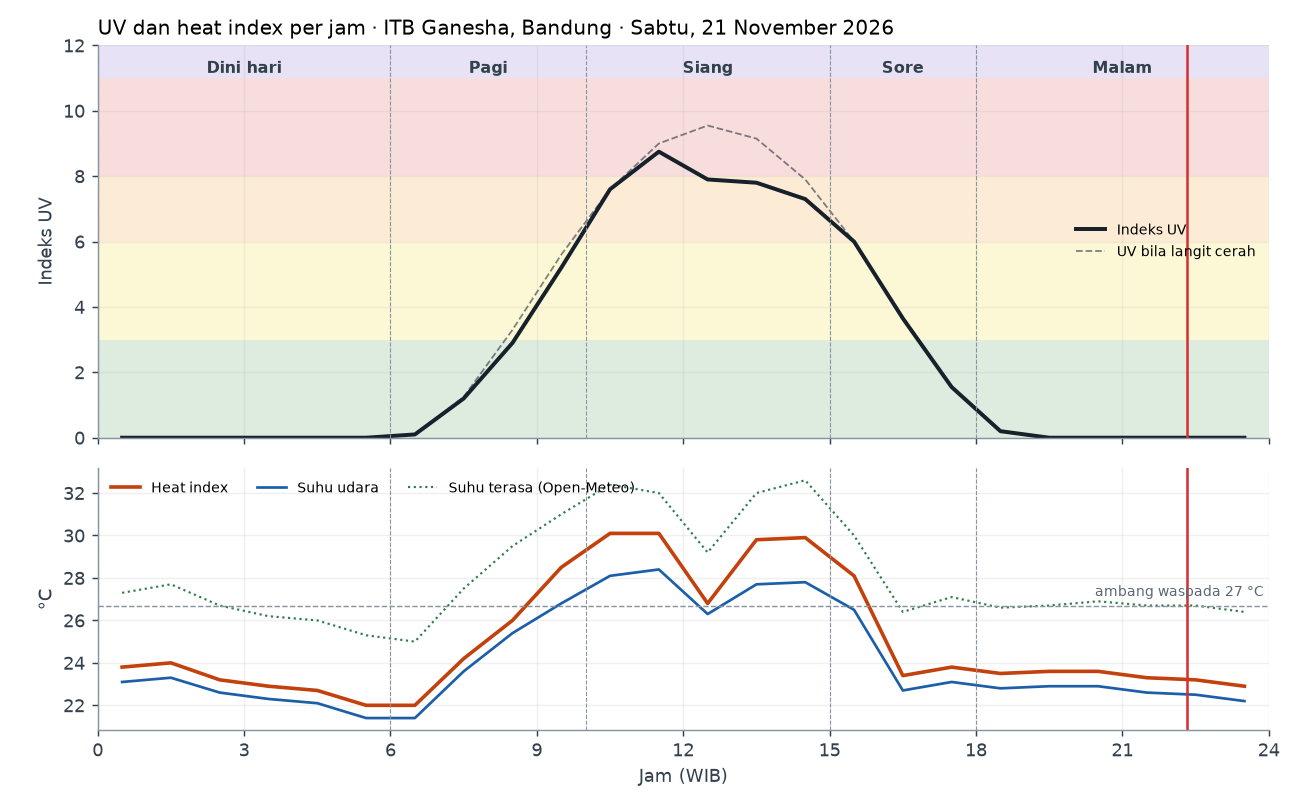 UV dan heat index per jam · ITB Ganesha, Bandung · Sabtu, 21 November 2026
12
10
8
6
4
2
0
Indeks UV
Dini hari
Pagi
Siang
Sore
Malam
Indeks UV
UV bila langit cerah
32
30
28
26
24
22
°C
Heat index
Suhu udara
Suhu terasa (Open-Meteo)
ambang waspada 27 °C
0
3
6
9
12
15
18
21
24
Jam (WIB)